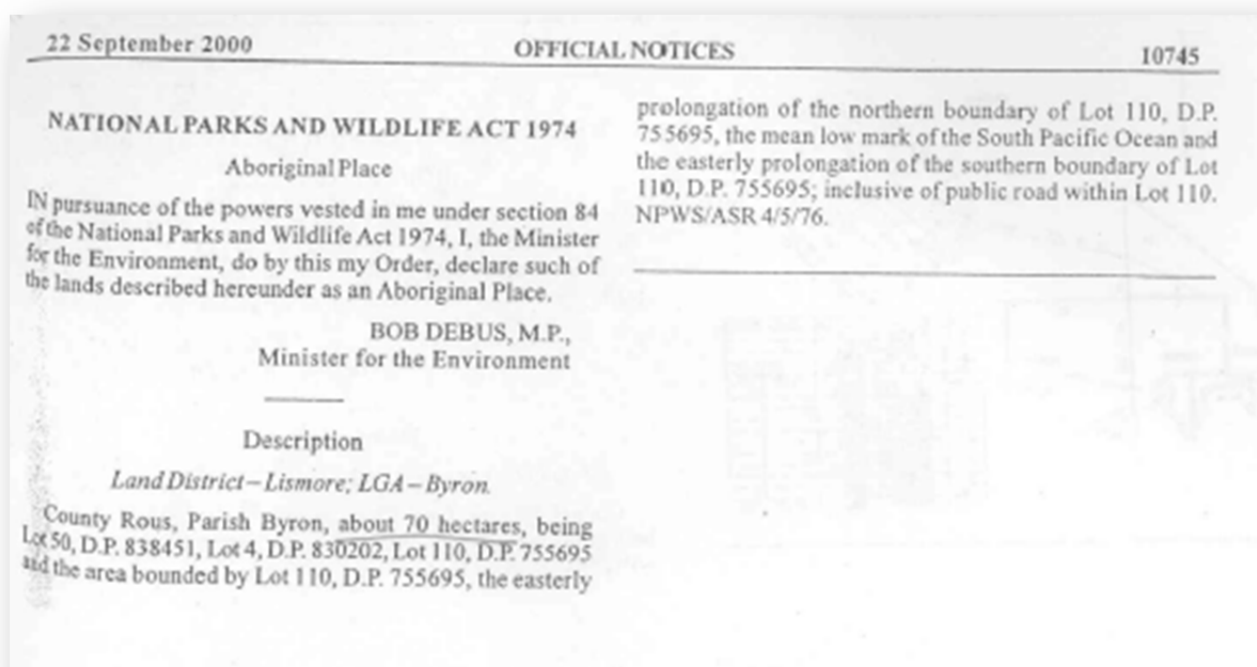 22 September 2000
OFFICIAL NOTICES
10745
NATIONAL PARKS AND WILDLIFE ACT 1974
Aboriginal Place
IN pursuance of the powers vested in me under section 84
of the National Parks and Wildlife Act 1974, I, the Minister
for the Environment, do by this my Order, declare such of
the lands described hereunder as an Aboriginal Place.
BOB DEBUS, M.P.,
Minister for the Environment
Description
Land District – Lismore; LGA – Byron.
County Rous, Parish Byron, about 70 hectares, being
Lot 50, D.P. 838451, Lot 4, D.P. 830202, Lot 110, D.P. 755695
and the area bounded by Lot 110, D.P. 755695, the easterly
prolongation of the northern boundary of Lot 110, D.P.
755695, the mean low mark of the South Pacific Ocean and
the easterly prolongation of the southern boundary of Lot
110, D.P. 755695; inclusive of public road within Lot 110.
NPWS/ASR 4/5/76.